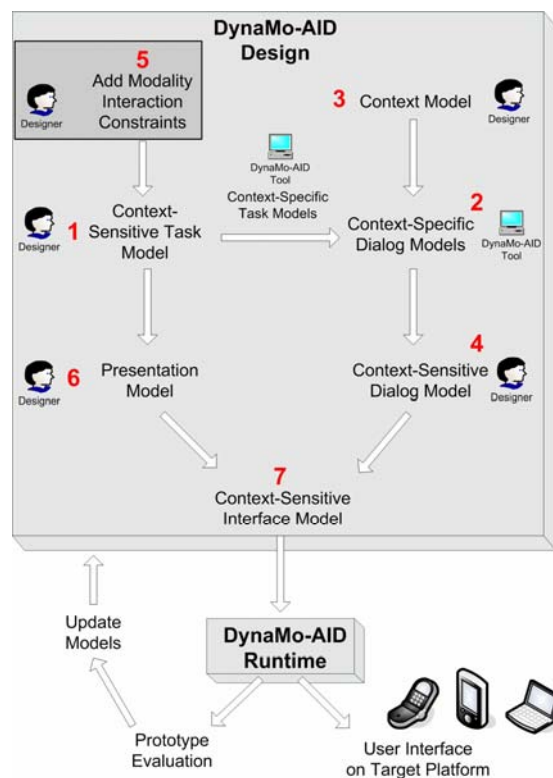 DynaMo-AID
Design
5
Add Modality
Interaction
Constraints
Designer
3 Context Model
Designer
DynaMo-AID
Tool
Context-Specific
Task Models
1
Context-
Sensitive Task
Model
Designer
2
Context-Specific
Dialog Models
DynaMo-AID
Tool
6
Presentation
Model
Designer
4
Context-Sensitive
Dialog Model
Designer
7
Context-Sensitive
Interface Model
Update
Models
DynaMo-AID
Runtime
Prototype
Evaluation
User Interface
on Target Platform